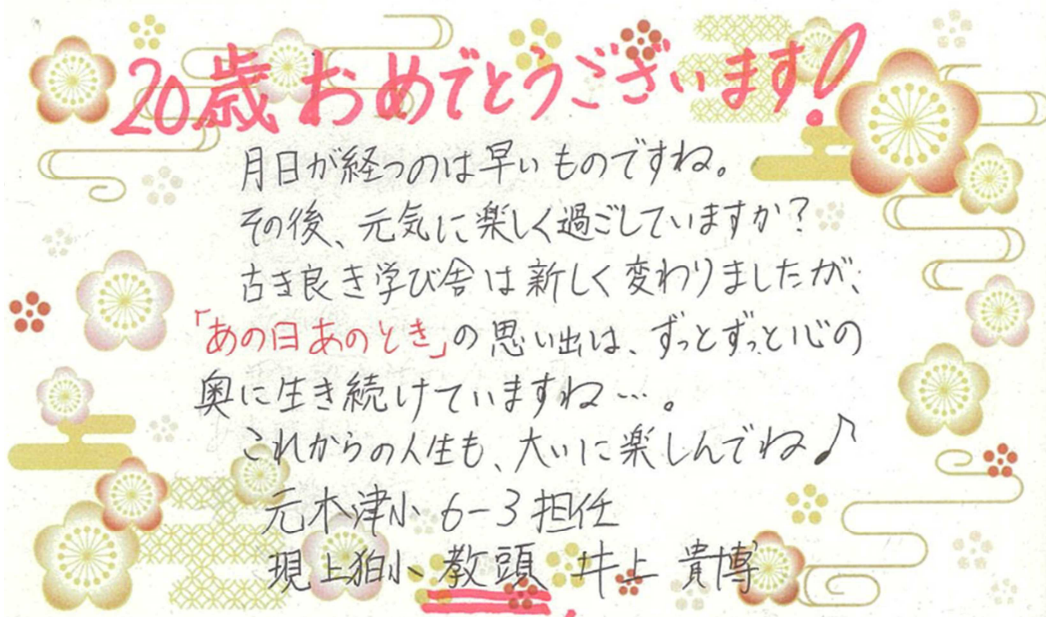 20歳おめでとうございます!
月日が経つのは早いものですね。
その後、元気に楽しく過ごしていますか?
古き良き学び舎は新しく変わりましたが、
「あの日あのとき」の思い出は、ずっとずっと心の
奥に生き続けていますね…。
これからの人生も、大いに楽しんでね♪
元木津小 6-3担任
現上狛小 教頭 井上 貴博